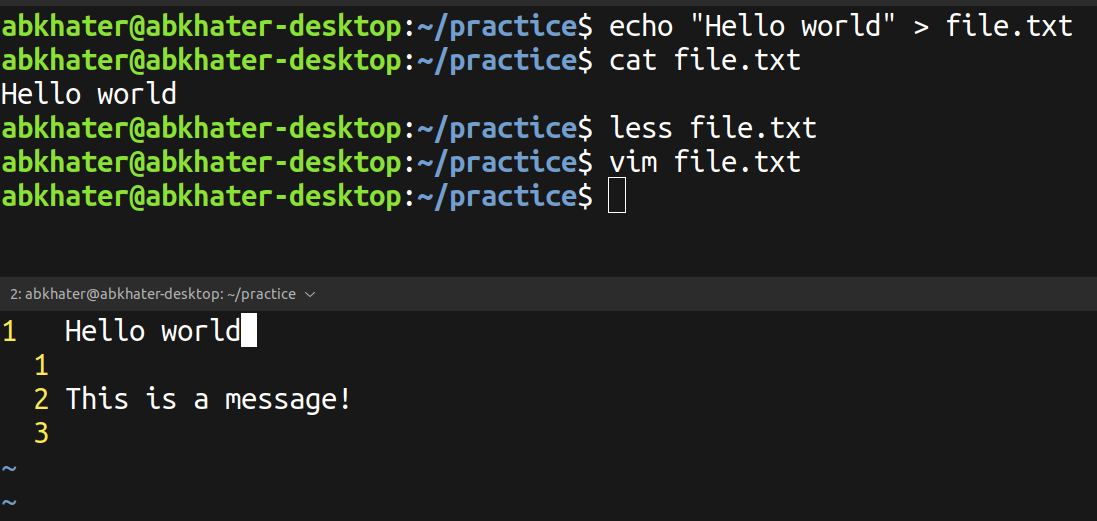 abkhater@abkhater-desktop:~/practice$ echo "Hello world" > file.txt
abkhater@abkhater-desktop:~/practice$ cat file.txt
Hello world
abkhater@abkhater-desktop:~/practice$ less file.txt
abkhater@abkhater-desktop:~/practice$ vim file.txt
abkhater@abkhater-desktop:~/practice$
2: abkhater@abkhater-desktop: ~/practice
1   Hello world
  1
  2 This is a message!
  3
~
~